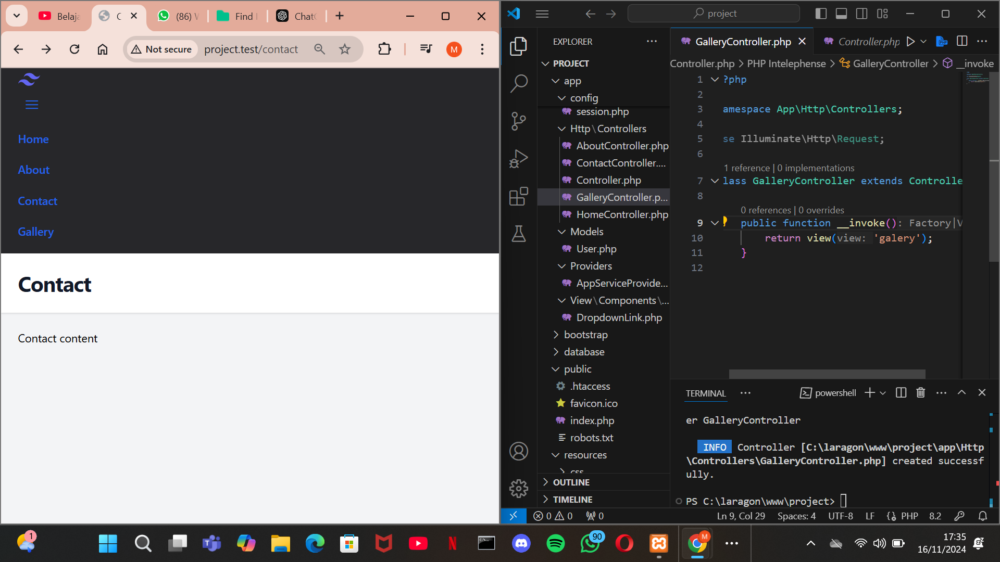 Belaja
C
(86) W
Find
ChatG
Not secure
project.test/contact
M
Home
About
Contact
Gallery
Contact
Contact content
project
EXPLORER
PROJECT
app
config
session.php
Http\Controllers
AboutController.php
ContactController....
Controller.php
GalleryController.p...
HomeController.php
Models
User.php
Providers
AppServiceProvide...
View\Components\...
DropdownLink.php
bootstrap
database
public
.htaccess
favicon.ico
index.php
robots.txt
resources
css
OUTLINE
TIMELINE
GalleryController.php
Controller.php
Controller.php > PHP Intelephense > GalleryController > __invoke
1 ?php
2
3 amespace App\Http\Controllers;
4
5 se Illuminate\Http\Request;
6
1 reference | 0 implementations
7 lass GalleryController extends Controlle
8
0 references | 0 overrides
9 public function __invoke(): Factory|V
10 return view(view: 'galery');
11 }
12
TERMINAL
powershell
er GalleryController
INFO Controller [C:\laragon\www\project\app\Http
\Controllers\GalleryController.php] created successf
ully.
PS C:\laragon\www\project>
0 0 0
Ln 9, Col 29 Spaces: 4 UTF-8 LF PHP 8.2
1
90
M
17:35
16/11/2024